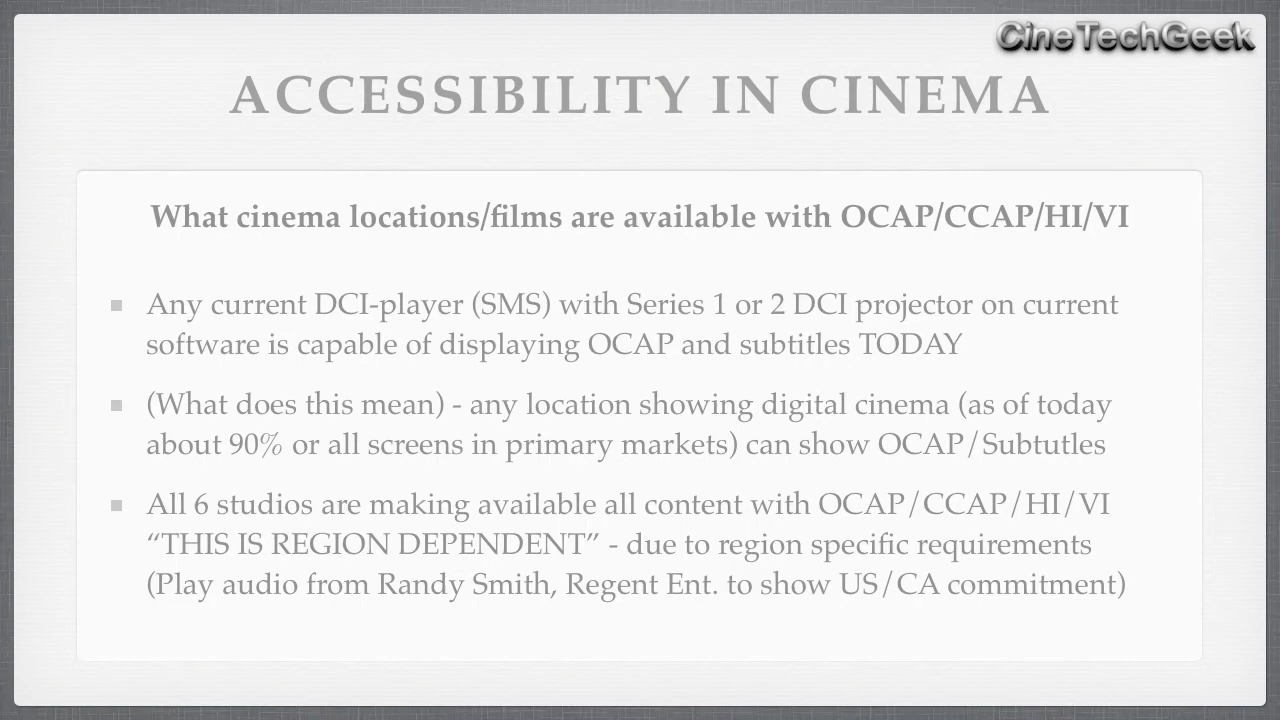 CineTechGeek
ACCESSIBILITY IN CINEMA
What cinema locations/films are available with OCAP/CCAP/HI/VI
Any current DCI-player (SMS) with Series 1 or 2 DCI projector on current
software is capable of displaying OCAP and subtitles TODAY
(What does this mean) - any location showing digital cinema (as of today
about 90% or all screens in primary markets) can show OCAP/Subtutles
All 6 studios are making available all content with OCAP/CCAP/HI/VI
“THIS IS REGION DEPENDENT” - due to region specific requirements
(Play audio from Randy Smith, Regent Ent. to show US/CA commitment)